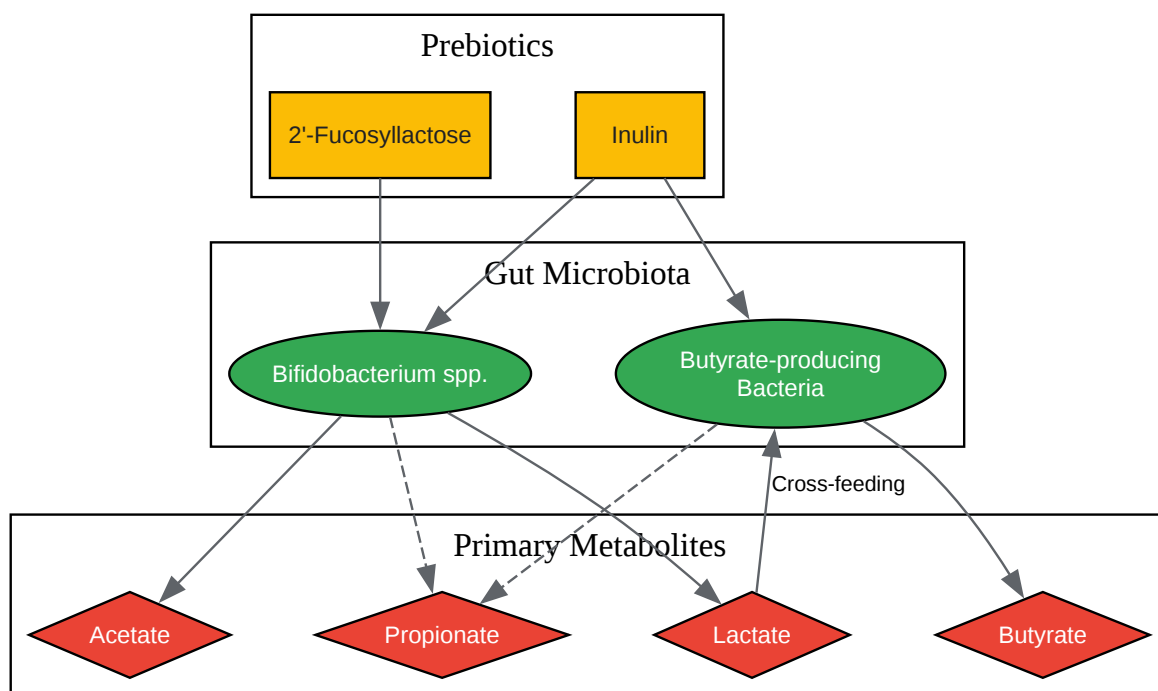 Prebiotics
2'-Fucosyllactose
Inulin
Gut Microbiota
Bifidobacterium spp.
Butyrate-producing
Bacteria
Cross-feeding
Primary Metabolites
Acetate
Propionate
Lactate
Butyrate